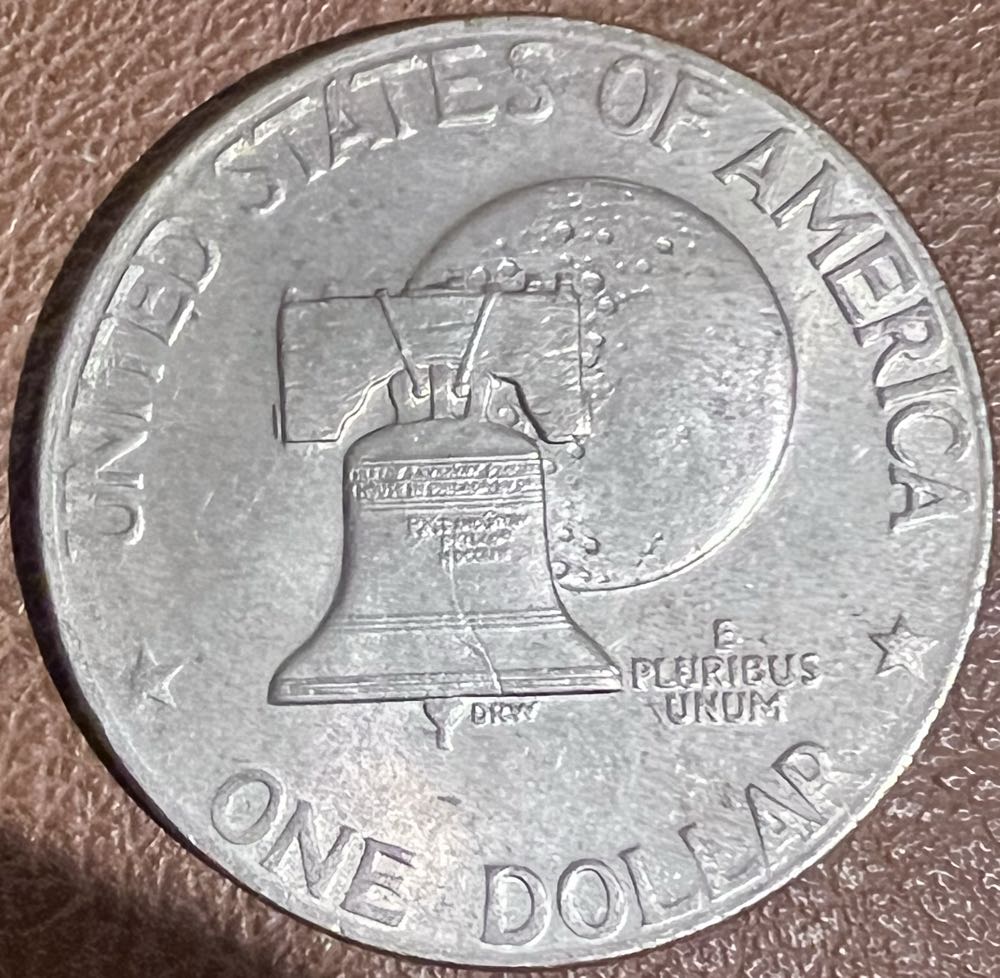 UNITED STATES OF AMERICA
E
PLURIBUS
UNUM
DRW
ONE DOLLAR